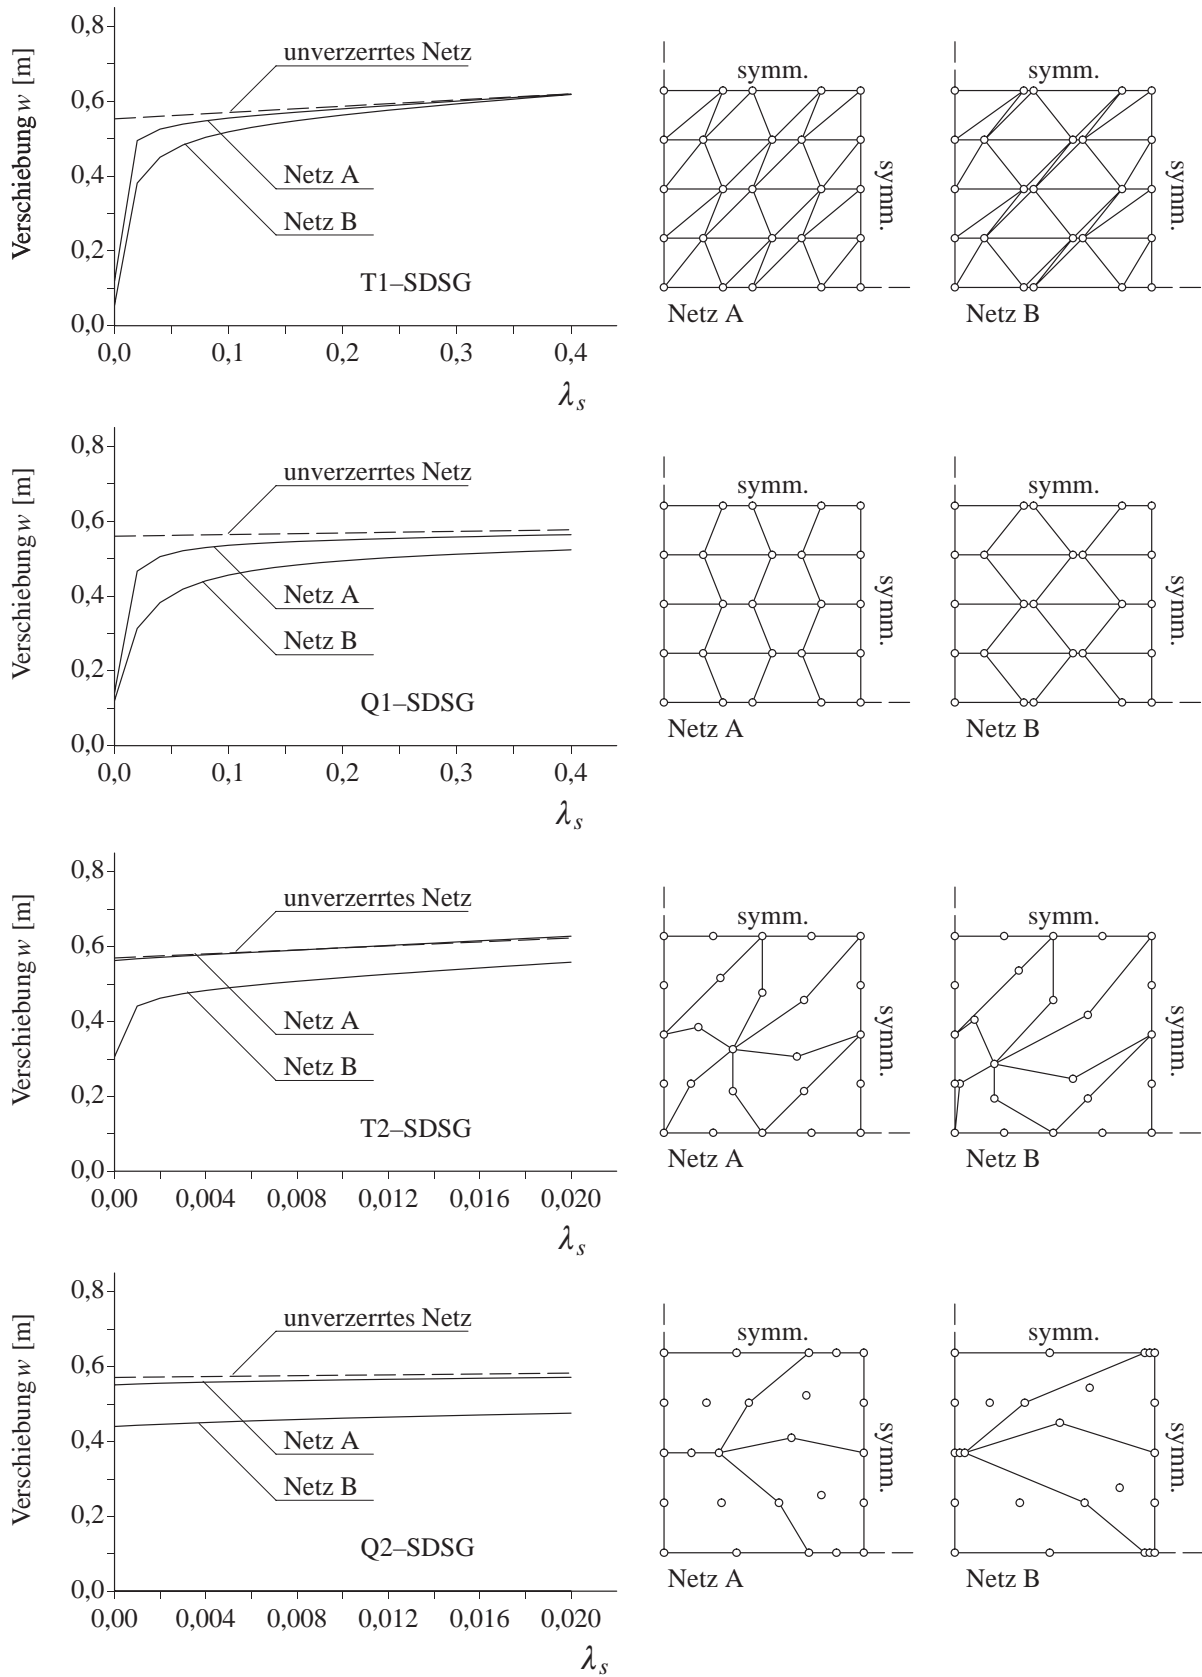 Verschiebung w [m]
0,8
0,6
0,4
0,2
0,0
unverzerrtes Netz
Netz A
Netz B
T1–SDSG
0,0 0,1 0,2 0,3 0,4
λs
symm.
symm.
Netz A
symm.
symm.
Netz B
Verschiebung w [m]
0,8
0,6
0,4
0,2
0,0
unverzerrtes Netz
Netz A
Netz B
Q1–SDSG
0,0 0,1 0,2 0,3 0,4
λs
symm.
symm.
Netz A
symm.
symm.
Netz B
Verschiebung w [m]
0,8
0,6
0,4
0,2
0,0
unverzerrtes Netz
Netz A
Netz B
T2–SDSG
0,00 0,004 0,008 0,012 0,016 0,020
λs
symm.
symm.
Netz A
symm.
symm.
Netz B
Verschiebung w [m]
0,8
0,6
0,4
0,2
0,0
unverzerrtes Netz
Netz A
Netz B
Q2–SDSG
0,00 0,004 0,008 0,012 0,016 0,020
λs
symm.
symm.
Netz A
symm.
symm.
Netz B